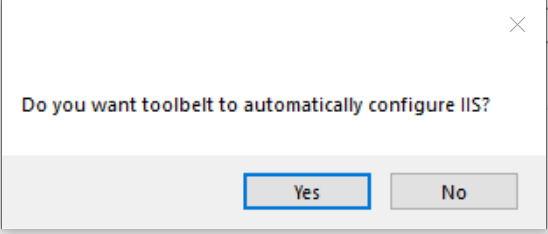 Do you want toolbelt to automatically configure IIS?
Yes
No